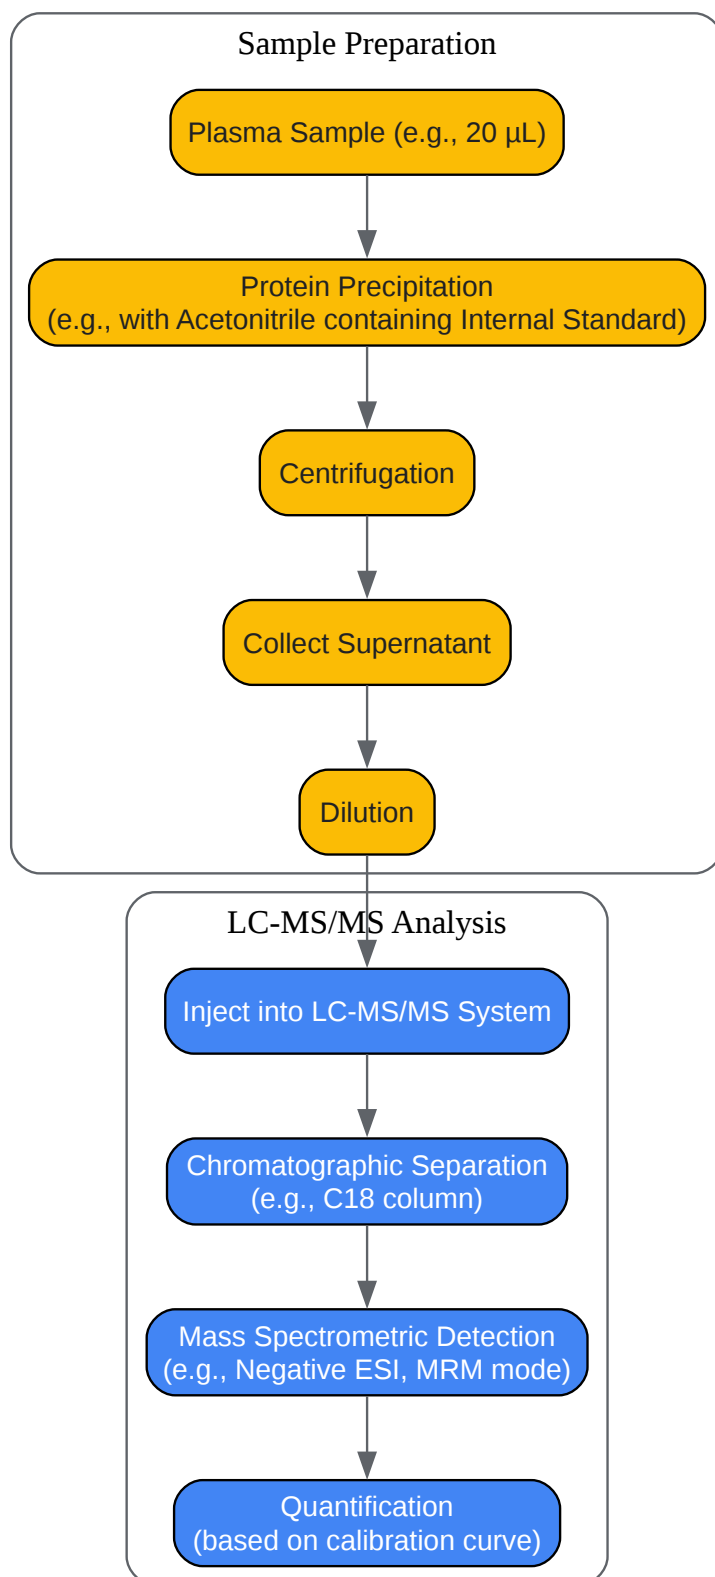 Sample Preparation
Plasma Sample (e.g., 20 µL)
Protein Precipitation
(e.g., with Acetonitrile containing Internal Standard)
Centrifugation
Collect Supernatant
Dilution
LC-MS/MS Analysis
Inject into LC-MS/MS System
Chromatographic Separation
(e.g., C18 column)
Mass Spectrometric Detection
(e.g., Negative ESI, MRM mode)
Quantification
(based on calibration curve)